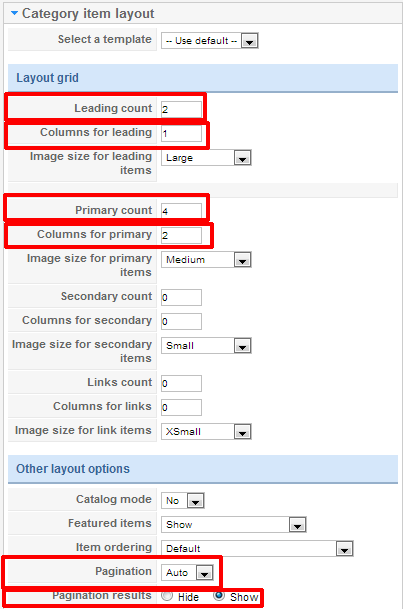 Category item layout
Select a template -- Use default --
Layout grid
Leading count 2
Columns for leading 1
Image size for leading Large
items
Primary count 4
Columns for primary 2
Image size for primary Medium
items
Secondary count 0
Columns for secondary 0
Image size for secondary Small
items
Links count 0
Columns for links 0
Image size for link items XSmall
Other layout options
Catalog mode No
Featured items Show
Item ordering Default
Pagination Auto
Pagination results Hide Show